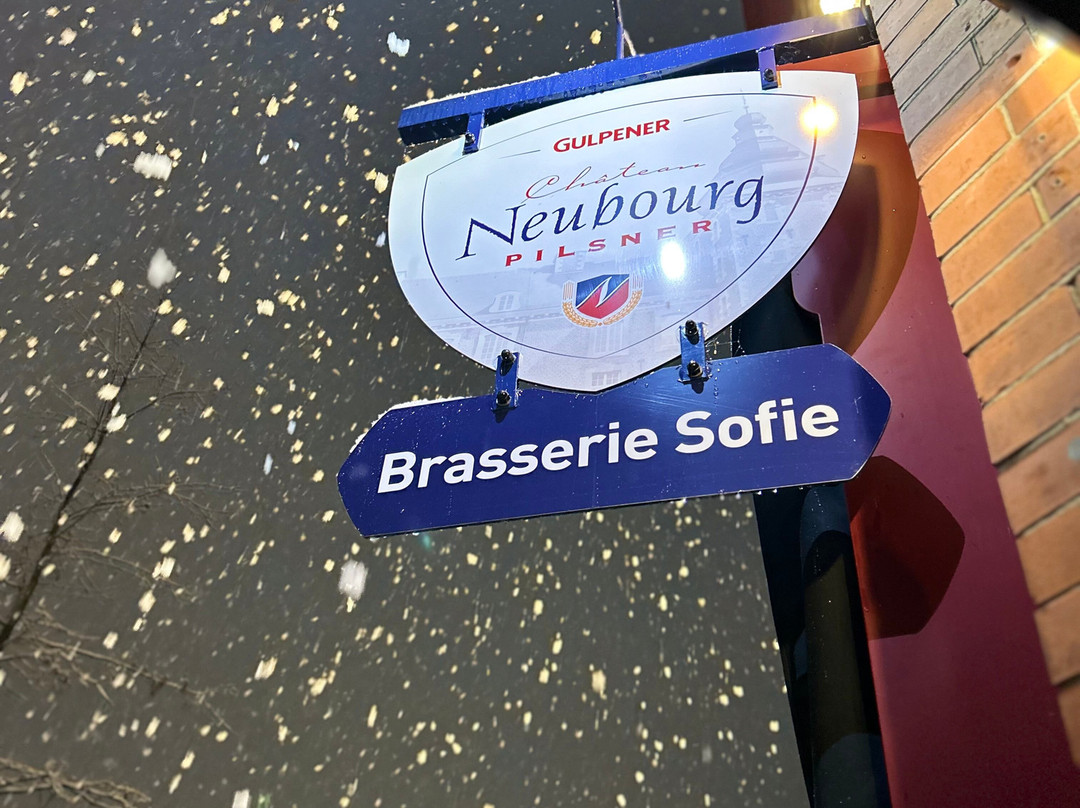 GULPENER
Château
Neubourg
PILSNER
Brasserie Sofie